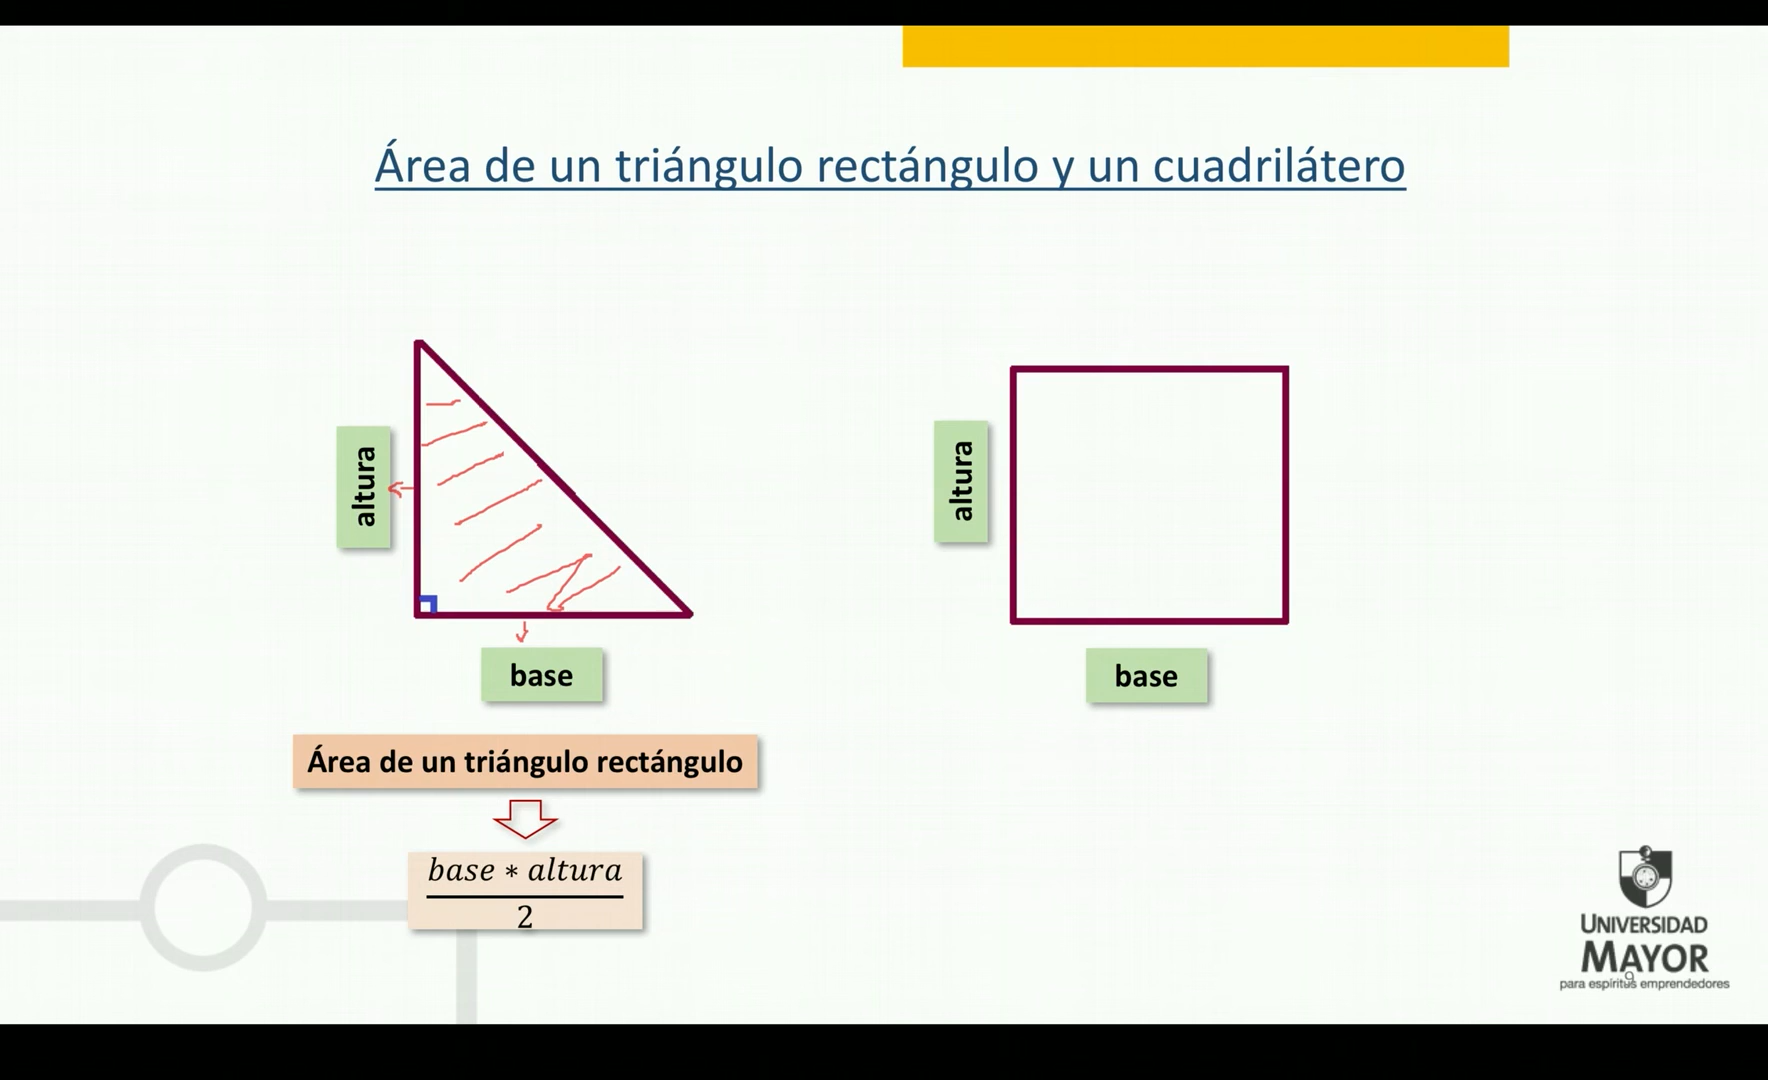 Área de un triángulo rectángulo y un cuadrilátero
altura
base
altura
base
Área de un triángulo rectángulo
base * altura
2
UNIVERSIDAD
MAYOR
para espíritus emprendedores
9